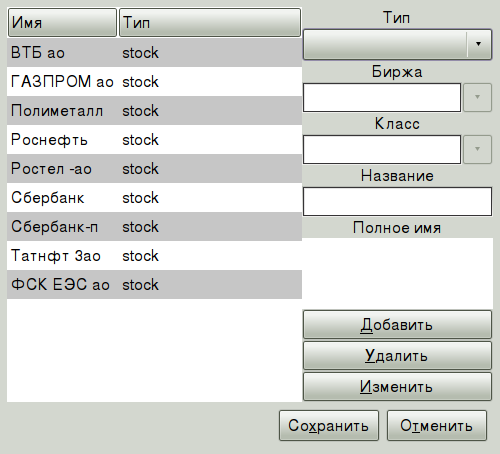 Имя Тип
ВТБ ао stock
ГАЗПРОМ ао stock
Полиметалл stock
Роснефть stock
Ростел -ао stock
Сбербанк stock
Сбербанк-п stock
Татнфт 3ао stock
ФСК ЕЭС ао stock
Тип
Биржа
Класс
Название
Полное имя
Добавить
Удалить
Изменить
Сохранить Отменить